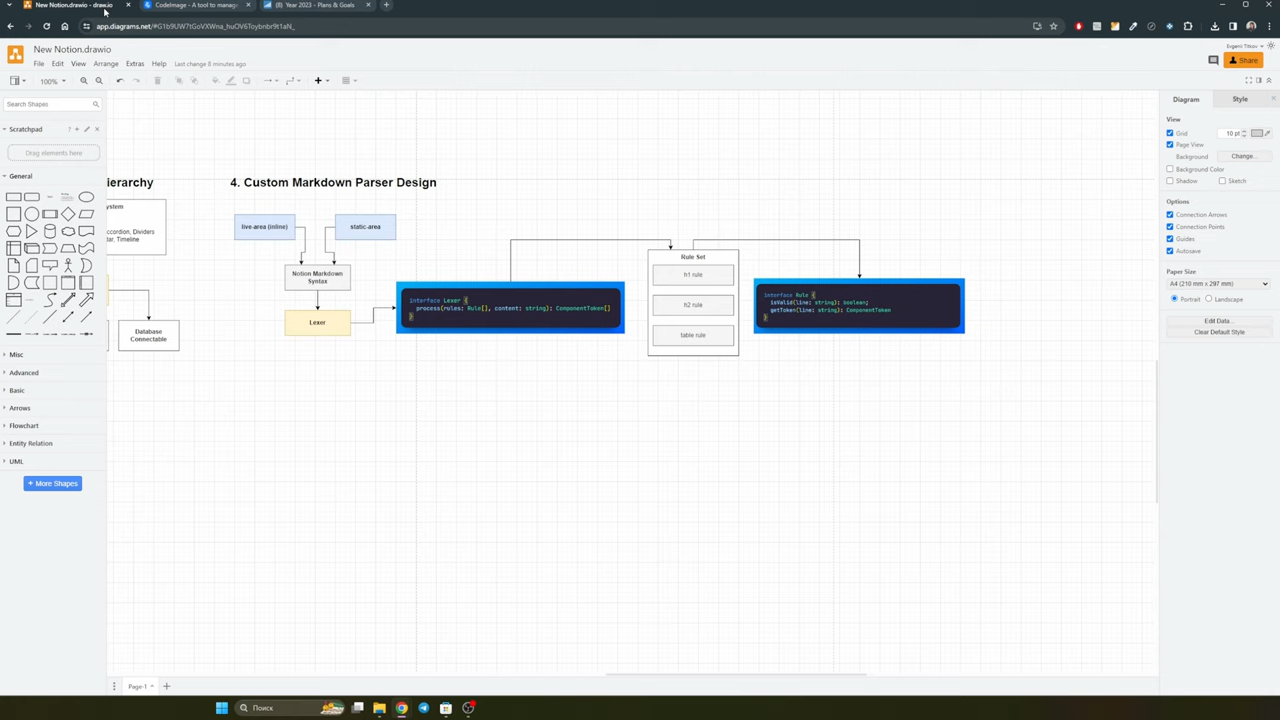 New Notion.drawio - draw.io
CodeImage - A tool to manag
(8) Year 2023 - Plans & Goals
app.diagrams.net/#G1b9UW7tGoVXWna_huOV6Toybnhr9t1aN_
New Notion.drawio
Evgenii Titkov
File Edit View Arrange Extras Help Last change 8 minutes ago
Share
100%
Search Shapes
Scratchpad
Drag elements here
General
Misc
Advanced
Basic
Arrows
Flowchart
Entity Relation
UML
+ More Shapes
ierarchy
4. Custom Markdown Parser Design
ystem
ccordion, Dividers
ar, Timeline
Database
Connectable
live-area (inline)
static-area
Notion Markdown
Syntax
Lexer
interface Lexer {
process(rules: Rule[], content: string): ComponentToken[]
}
Rule Set
h1 rule
h2 rule
table rule
interface Rule {
isValid(line: string): boolean;
getToken(line: string): ComponentToken
}
Diagram
Style
View
Grid
10 pt
Page View
Background
Change...
Background Color
Shadow
Sketch
Options
Connection Arrows
Connection Points
Guides
Autosave
Paper Size
A4 (210 mm x 297 mm)
Portrait
Landscape
Edit Data...
Clear Default Style
Page-1
Поиск